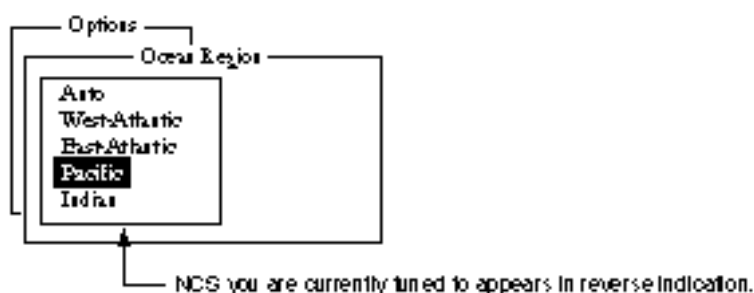 Options
Ocean Region
Auto
West-Atlantic
East-Atlantic
Pacific
Indian
NCS you are currently tuned to appears in reverse indication.